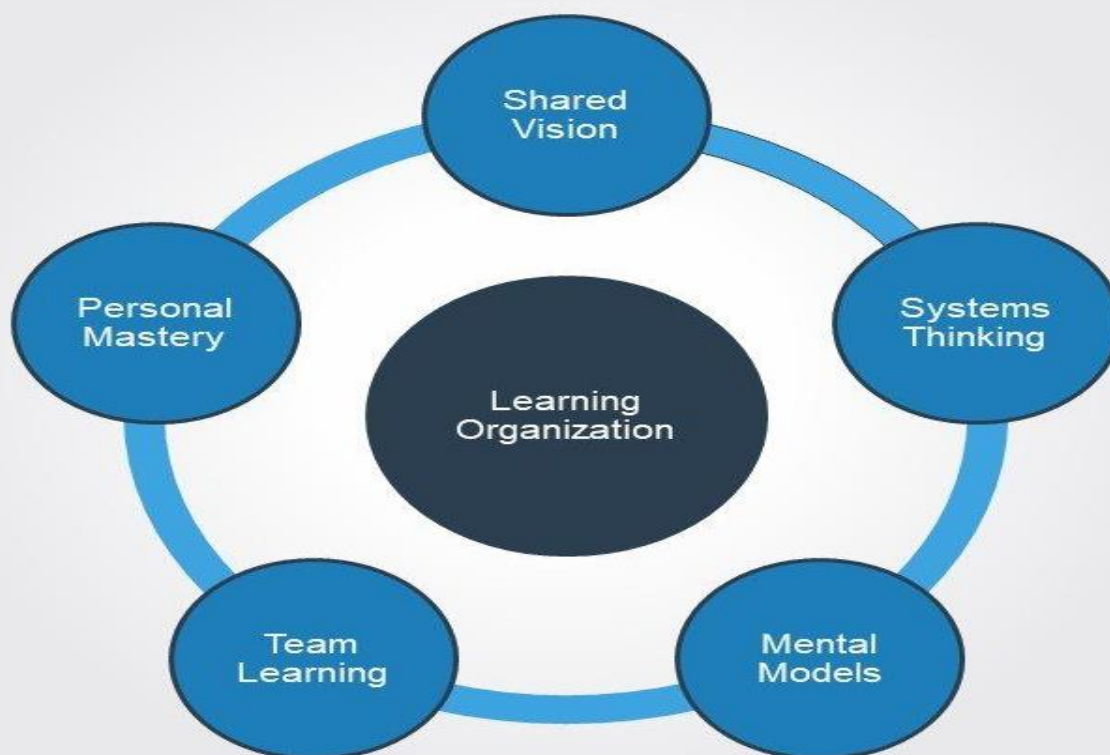 Shared
Vision
Systems
Thinking
Mental
Models
Team
Learning
Personal
Mastery
Learning
Organization